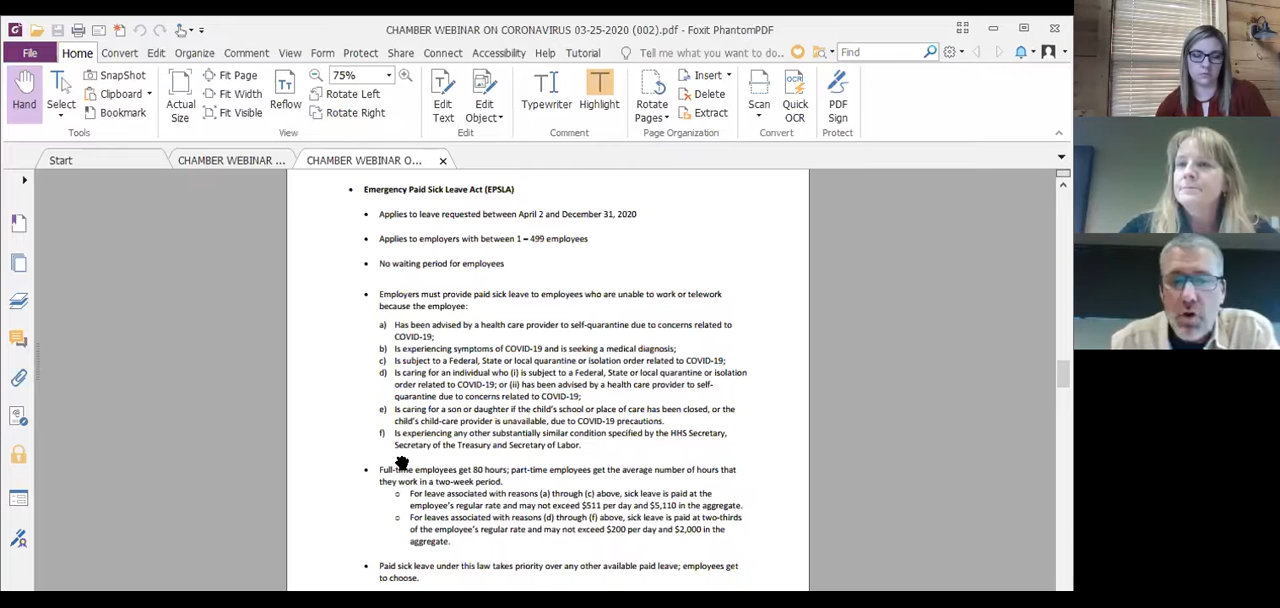 CHAMBER WEBINAR ON CORONAVIRUS 03-25-2020 (002).pdf - Foxit PhantomPDF
File Home Convert Edit Organize Comment View Form Protect Share Connect Accessibility Help Tutorial Tell me what you want to do... Find
Hand
Select
SnapShot
Clipboard
Bookmark
Tools
Actual Size
Fit Page
Fit Width
Fit Visible
Reflow
75%
Rotate Left
Rotate Right
View
Edit Text
Edit Object
Edit
Typewriter
Highlight
Comment
Rotate Pages
Insert
Delete
Extract
Page Organization
Scan
Quick OCR
Convert
PDF Sign
Protect
Start CHAMBER WEBINAR ... CHAMBER WEBINAR O...
• Emergency Paid Sick Leave Act (EPSLA)
• Applies to leave requested between April 2 and December 31, 2020
• Applies to employers with between 1 – 499 employees
• No waiting period for employees
• Employers must provide paid sick leave to employees who are unable to work or telework
because the employee:
a) Has been advised by a health care provider to self-quarantine due to concerns related to
COVID-19;
b) Is experiencing symptoms of COVID-19 and is seeking a medical diagnosis;
c) Is subject to a Federal, State or local quarantine or isolation order related to COVID-19;
d) Is caring for an individual who (i) is subject to a Federal, State or local quarantine or isolation
order related to COVID-19; or (ii) has been advised by a health care provider to self-
quarantine due to concerns related to COVID-19;
e) Is caring for a son or daughter if the child's school or place of care has been closed, or the
child's child-care provider is unavailable, due to COVID-19 precautions.
f) Is experiencing any other substantially similar condition specified by the HHS Secretary,
Secretary of the Treasury and Secretary of Labor.
• Full-time employees get 80 hours; part-time employees get the average number of hours that
they work in a two-week period.
o For leave associated with reasons (a) through (c) above, sick leave is paid at the
employee's regular rate and may not exceed $511 per day and $5,110 in the aggregate.
o For leaves associated with reasons (d) through (f) above, sick leave is paid at two-thirds
of the employee's regular rate and may not exceed $200 per day and $2,000 in the
aggregate.
• Paid sick leave under this law takes priority over any other available paid leave; employees get
to choose.